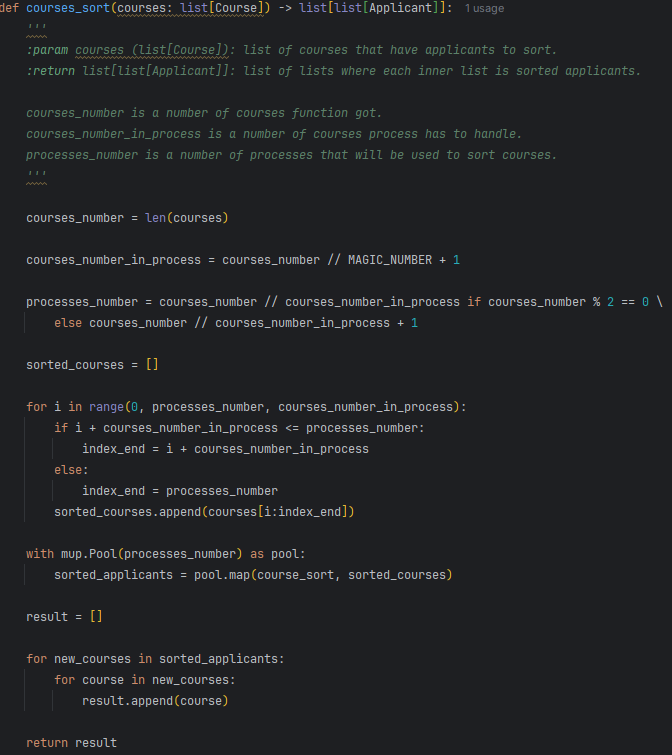 def courses_sort(courses: list[Course]) -> list[list[Applicant]]:  1 usage
    '''
    :param courses (list[Course]): list of courses that have applicants to sort.
    :return list[list[Applicant]]: list of lists where each inner list is sorted applicants.

    courses_number is a number of courses function got.
    courses_number_in_process is a number of courses process has to handle.
    processes_number is a number of processes that will be used to sort courses.
    '''

    courses_number = len(courses)

    courses_number_in_process = courses_number // MAGIC_NUMBER + 1

    processes_number = courses_number // courses_number_in_process if courses_number % 2 == 0 \
        else courses_number // courses_number_in_process + 1

    sorted_courses = []

    for i in range(0, processes_number, courses_number_in_process):
        if i + courses_number_in_process <= processes_number:
            index_end = i + courses_number_in_process
        else:
            index_end = processes_number
        sorted_courses.append(courses[i:index_end])

    with mup.Pool(processes_number) as pool:
        sorted_applicants = pool.map(course_sort, sorted_courses)

    result = []

    for new_courses in sorted_applicants:
        for course in new_courses:
            result.append(course)

    return result